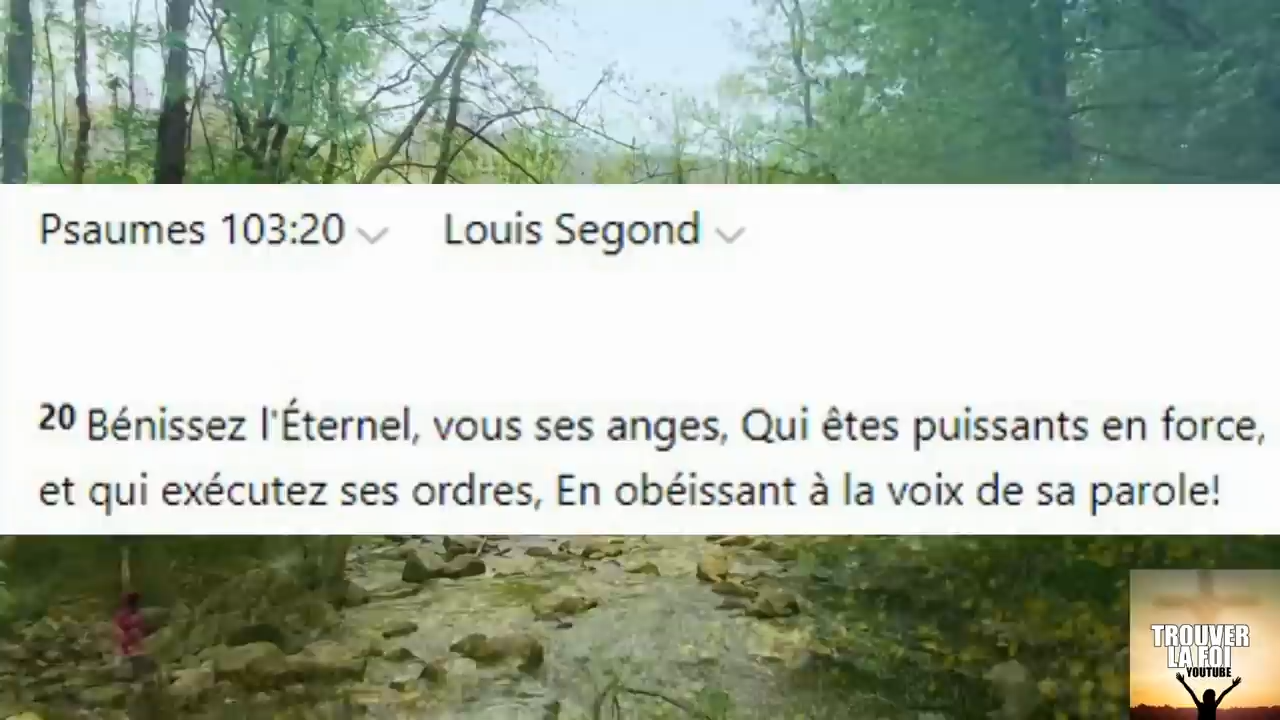 Psaumes 103:20 Louis Segond
20 Bénissez l'Éternel, vous ses anges, Qui êtes puissants en force,
et qui exécutez ses ordres, En obéissant à la voix de sa parole!
TROUVER
LA FOI
YOUTUBE